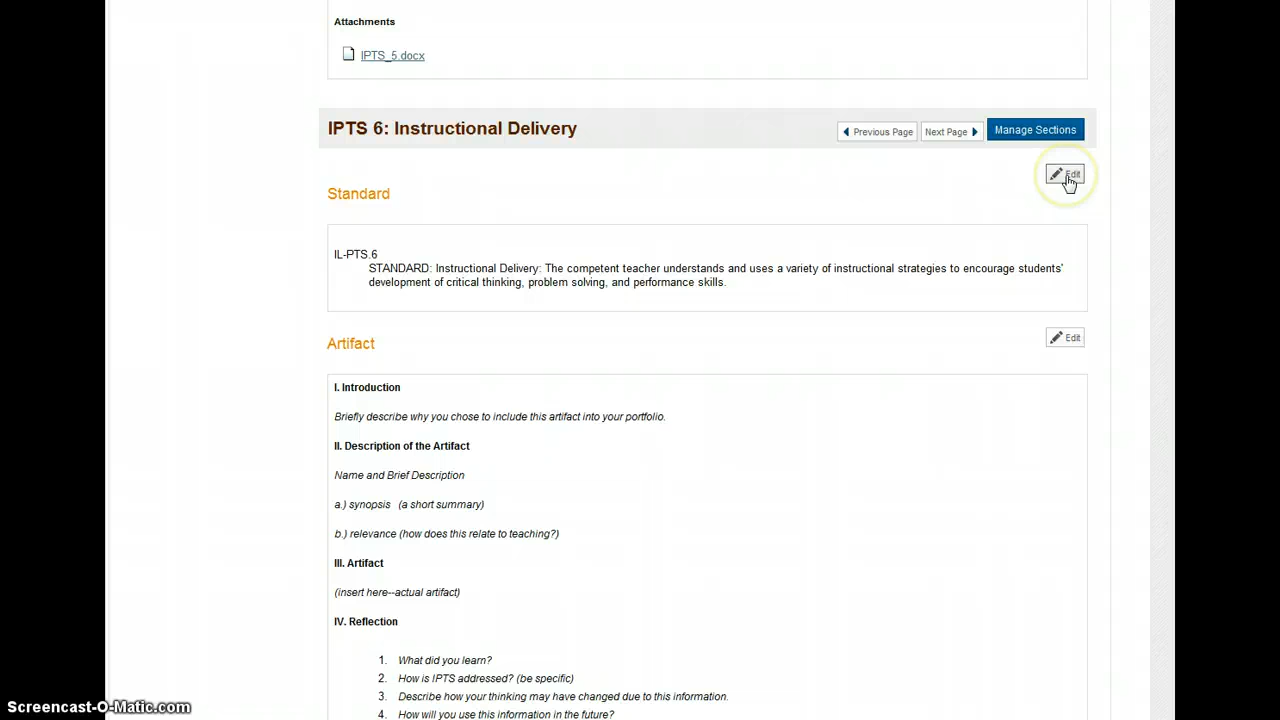 Attachments
IPTS_5.docx
IPTS 6: Instructional Delivery
Previous Page
Next Page
Manage Sections
Edit
Standard
IL-PTS.6
STANDARD: Instructional Delivery: The competent teacher understands and uses a variety of instructional strategies to encourage students'
development of critical thinking, problem solving, and performance skills.
Artifact
Edit
I. Introduction
Briefly describe why you chose to include this artifact into your portfolio.
II. Description of the Artifact
Name and Brief Description
a.) synopsis (a short summary)
b.) relevance (how does this relate to teaching?)
III. Artifact
(insert here--actual artifact)
IV. Reflection
1. What did you learn?
2. How is IPTS addressed? (be specific)
3. Describe how your thinking may have changed due to this information.
4. How will you use this information in the future?
Screencast-O-Matic.com